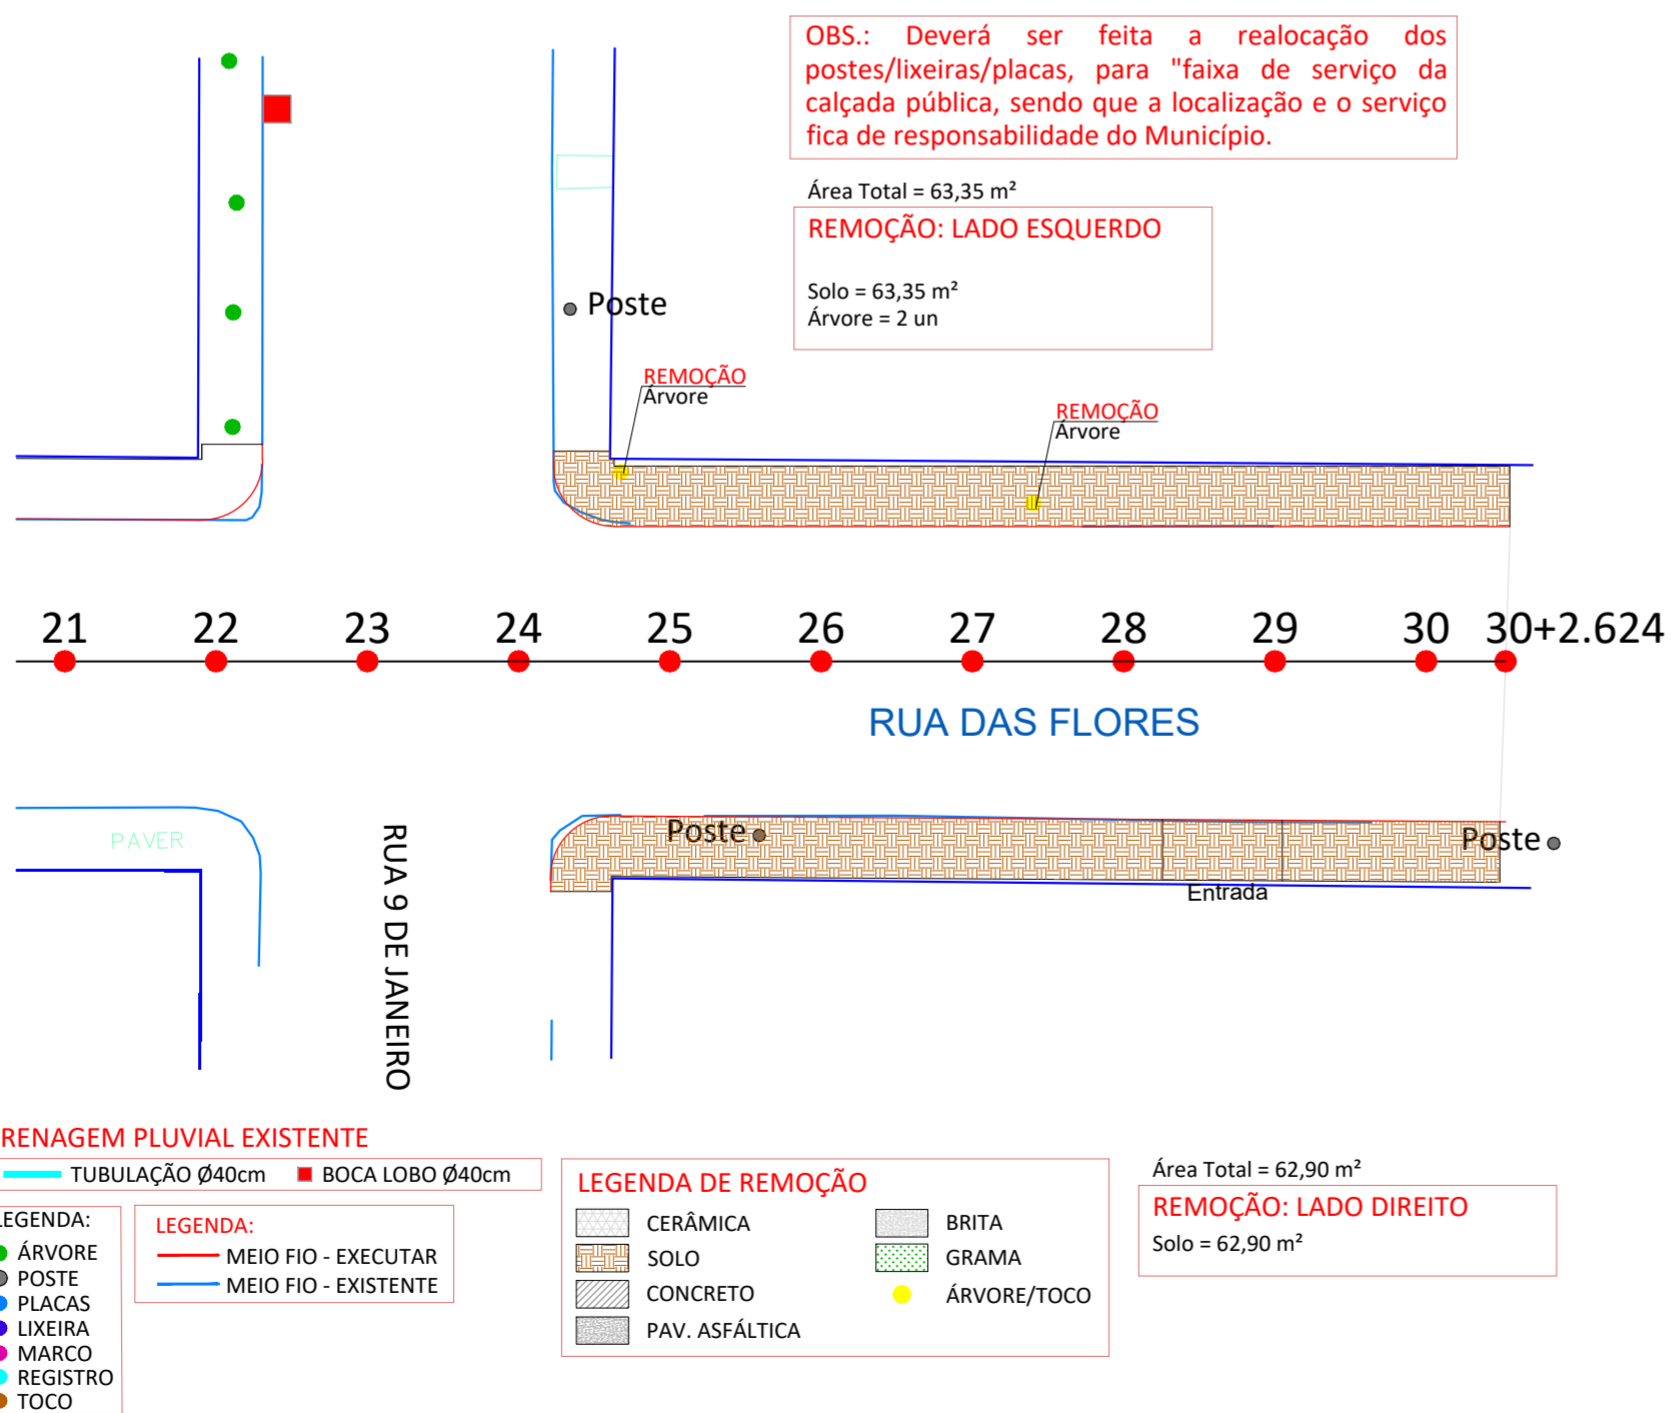 OBS.: Deverá ser feita a realocação dos
postes/lixeiras/placas, para "faixa de serviço da
calçada pública, sendo que a localização e o serviço
fica de responsabilidade do Município.
Área Total = 63,35 m²
REMOÇÃO: LADO ESQUERDO
Solo = 63,35 m²
Árvore = 2 un
Poste
REMOÇÃO
Árvore
REMOÇÃO
Árvore
21 22 23 24 25 26 27 28 29 30 30+2.624
RUA DAS FLORES
PAVER
RUA 9 DE JANEIRO
Poste
Poste
Entrada
RENAGEM PLUVIAL EXISTENTE
TUBULAÇÃO Ø40cm BOCA LOBO Ø40cm
LEGENDA:
ÁRVORE
POSTE
PLACAS
LIXEIRA
MARCO
REGISTRO
TOCO
LEGENDA:
MEIO FIO - EXECUTAR
MEIO FIO - EXISTENTE
LEGENDA DE REMOÇÃO
CERÂMICA
SOLO
CONCRETO
PAV. ASFÁLTICA
BRITA
GRAMA
ÁRVORE/TOCO
Área Total = 62,90 m²
REMOÇÃO: LADO DIREITO
Solo = 62,90 m²